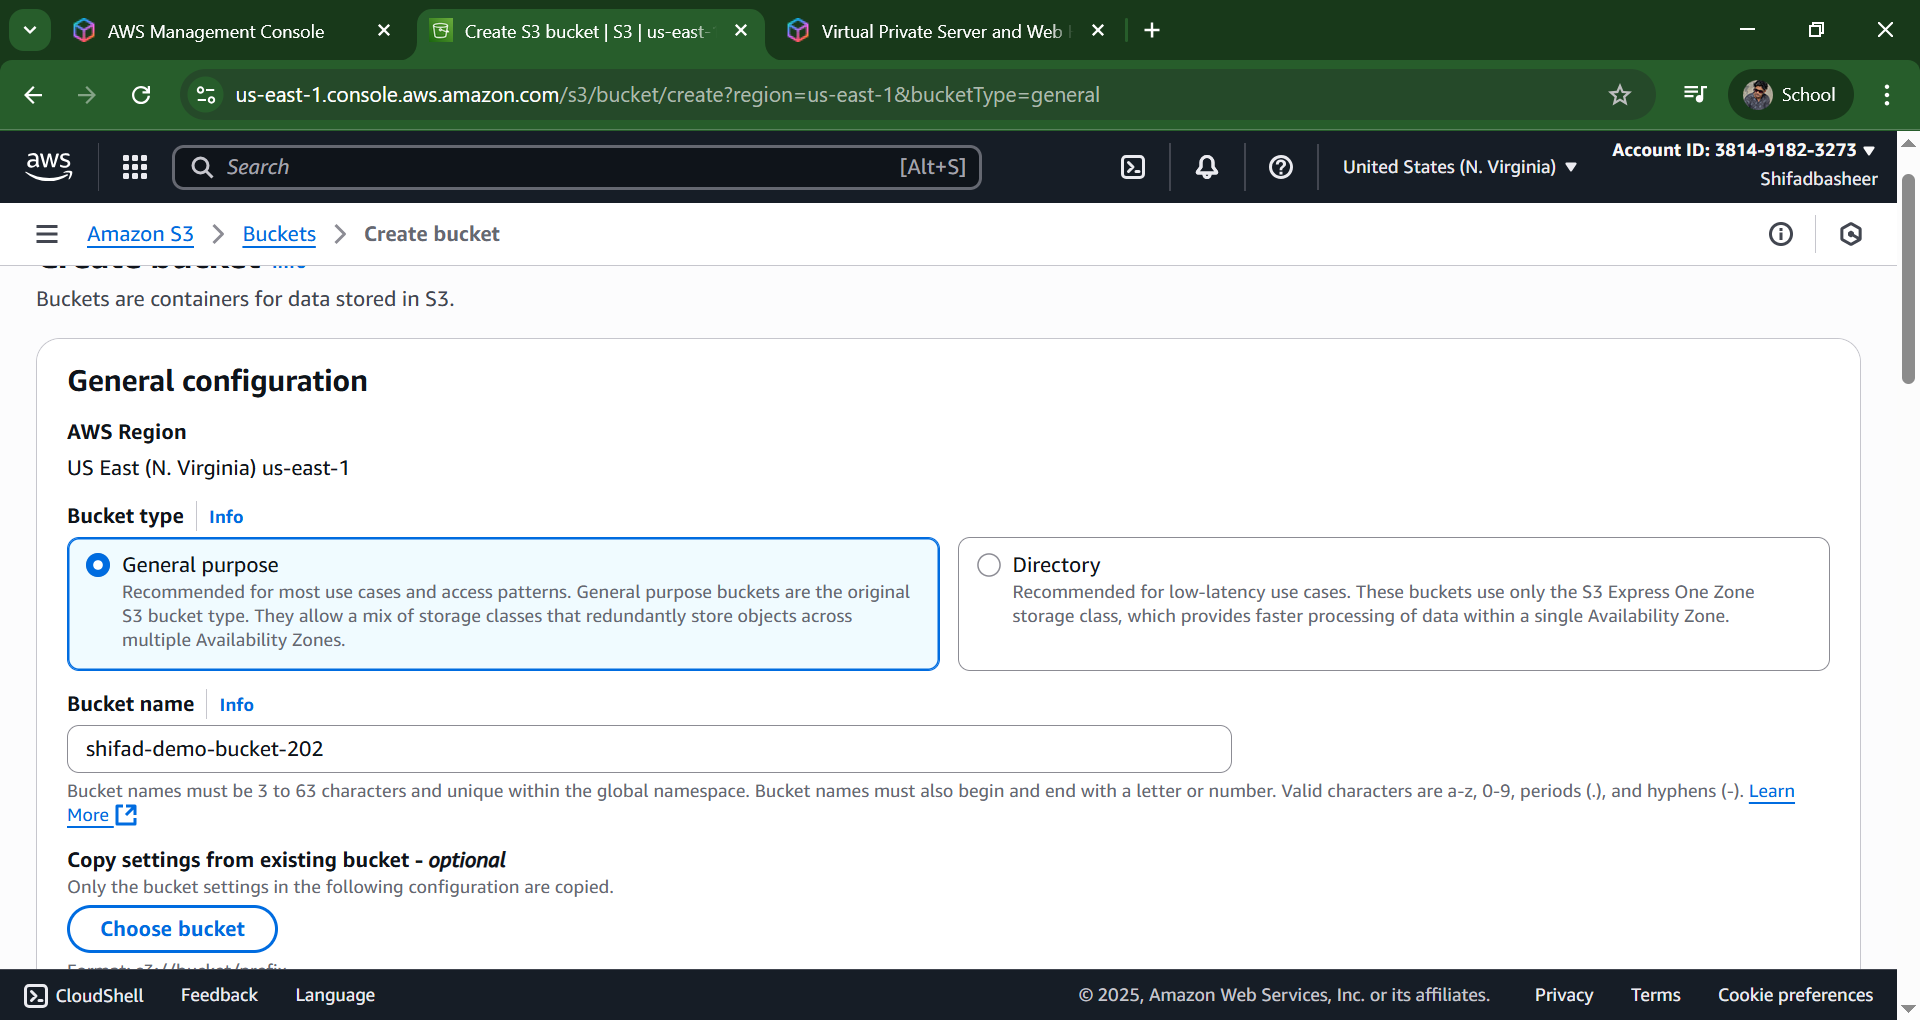 AWS Management Console
Create S3 bucket | S3 | us-east-
Virtual Private Server and Web
us-east-1.console.aws.amazon.com/s3/bucket/create?region=us-east-1&bucketType=general
School
aws
Search
[Alt+S]
United States (N. Virginia)
Account ID: 3814-9182-3273
Shifadbasheer
Amazon S3
Buckets
Create bucket
Create bucket Info
Buckets are containers for data stored in S3.
General configuration
AWS Region
US East (N. Virginia) us-east-1
Bucket type
Info
General purpose
Recommended for most use cases and access patterns. General purpose buckets are the original
S3 bucket type. They allow a mix of storage classes that redundantly store objects across
multiple Availability Zones.
Directory
Recommended for low-latency use cases. These buckets use only the S3 Express One Zone
storage class, which provides faster processing of data within a single Availability Zone.
Bucket name
Info
shifad-demo-bucket-202
Bucket names must be 3 to 63 characters and unique within the global namespace. Bucket names must also begin and end with a letter or number. Valid characters are a-z, 0-9, periods (.), and hyphens (-). Learn
More
Copy settings from existing bucket - optional
Only the bucket settings in the following configuration are copied.
Choose bucket
Format: s3://bucket/prefix
CloudShell
Feedback
Language
© 2025, Amazon Web Services, Inc. or its affiliates.
Privacy
Terms
Cookie preferences